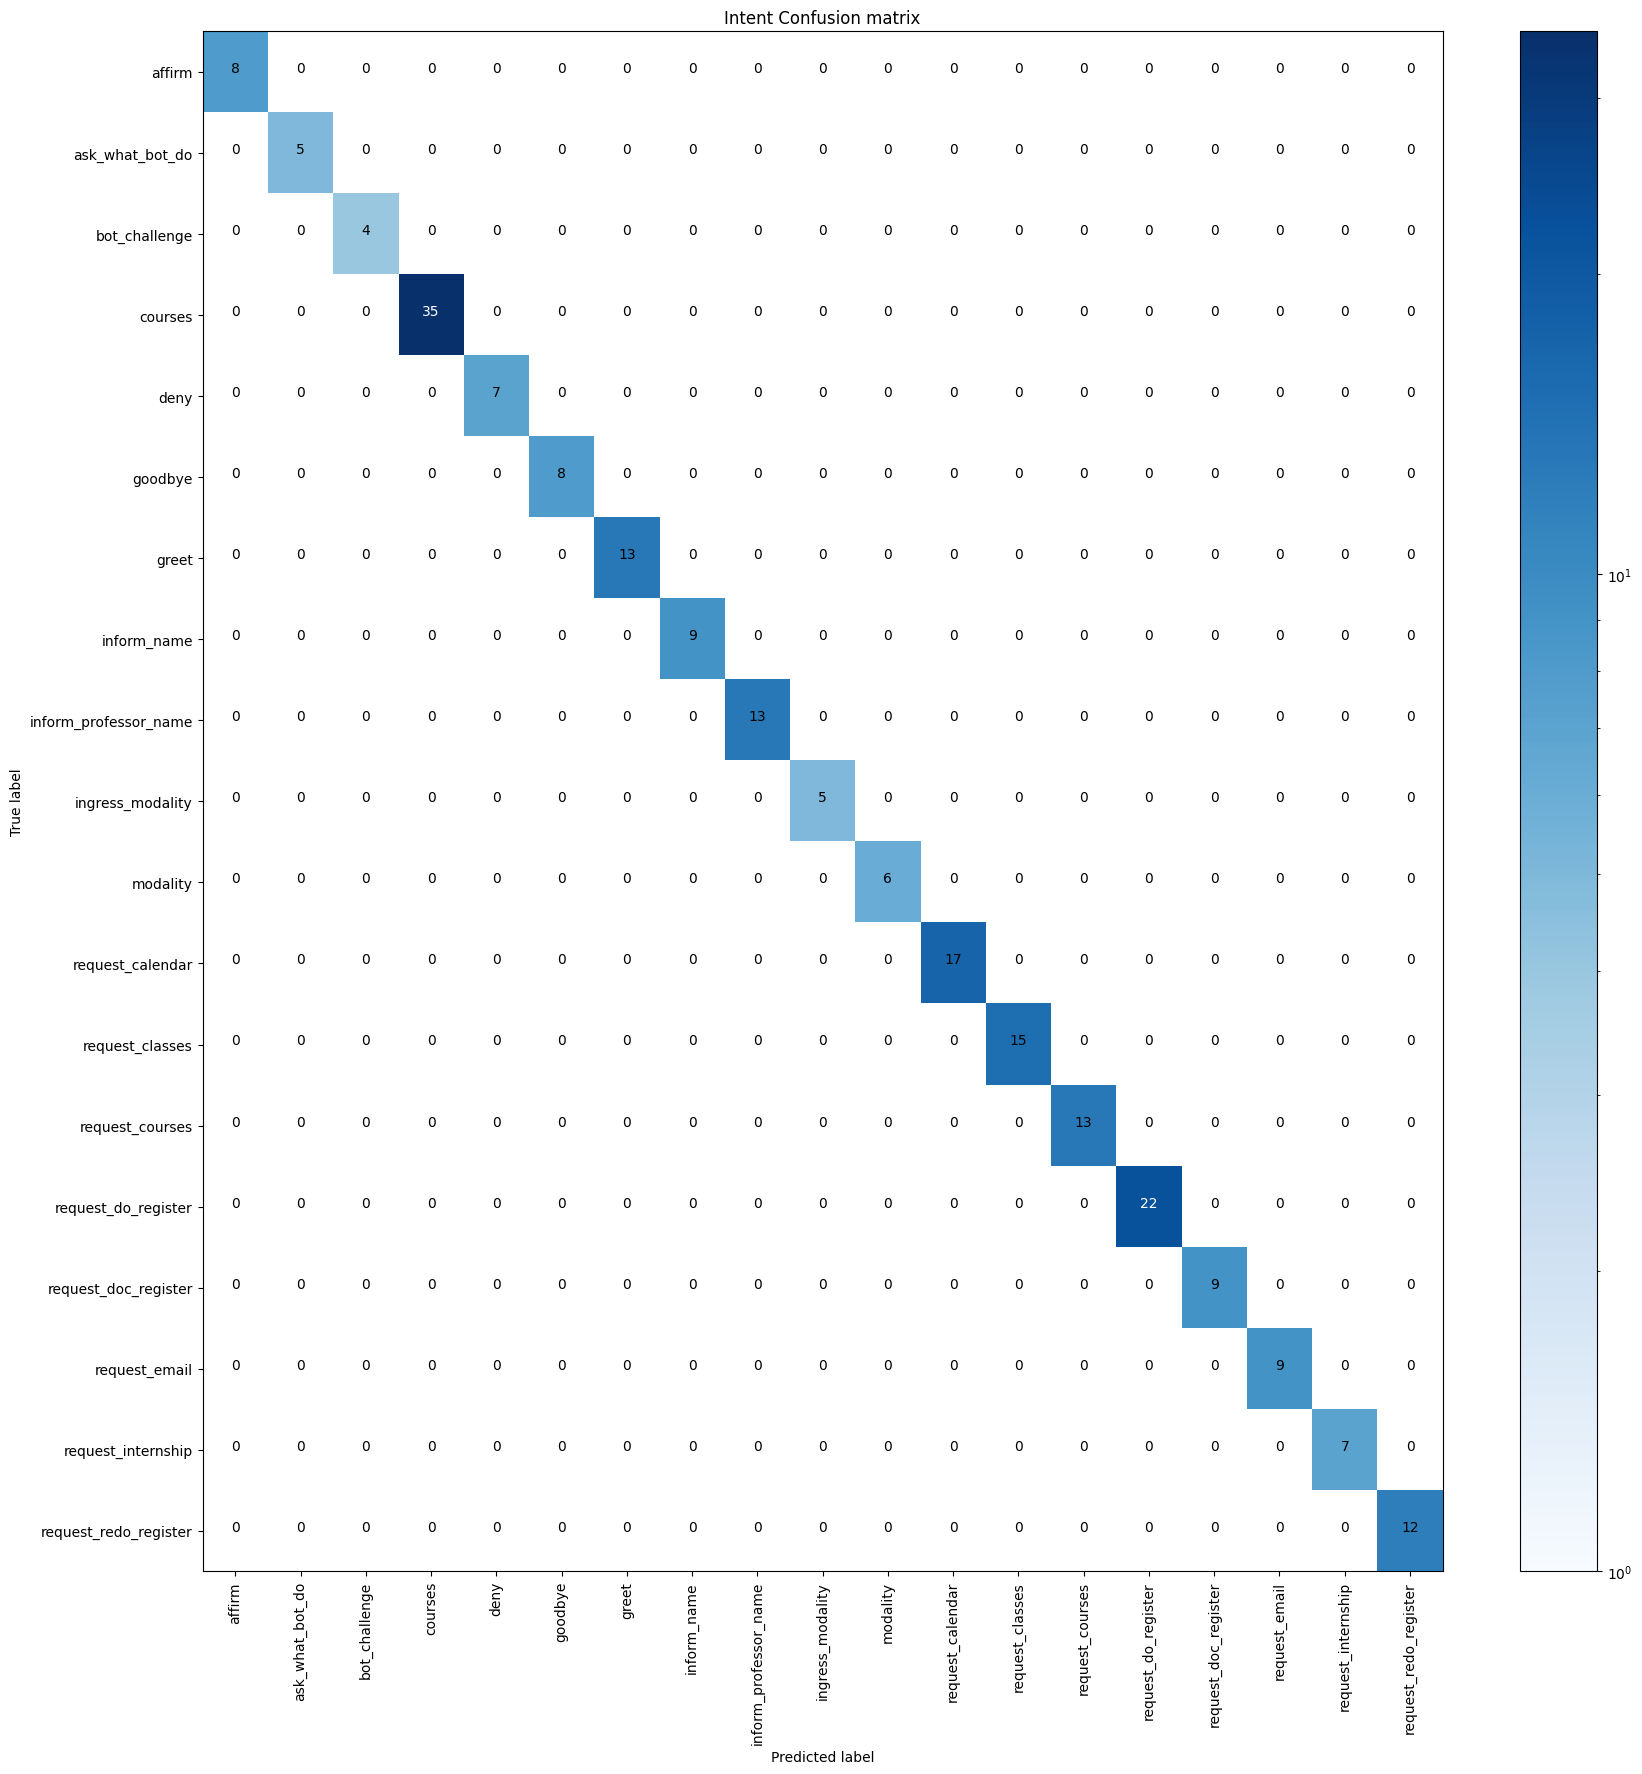 Intent Confusion matrix
affirm 8 0 0 0 0 0 0 0 0 0 0 0 0 0 0 0 0 0 0
ask_what_bot_do 0 5 0 0 0 0 0 0 0 0 0 0 0 0 0 0 0 0 0
bot_challenge 0 0 4 0 0 0 0 0 0 0 0 0 0 0 0 0 0 0 0
courses 0 0 0 35 0 0 0 0 0 0 0 0 0 0 0 0 0 0 0
deny 0 0 0 0 7 0 0 0 0 0 0 0 0 0 0 0 0 0 0
goodbye 0 0 0 0 0 8 0 0 0 0 0 0 0 0 0 0 0 0 0
greet 0 0 0 0 0 0 13 0 0 0 0 0 0 0 0 0 0 0 0
10¹
inform_name 0 0 0 0 0 0 0 9 0 0 0 0 0 0 0 0 0 0 0
inform_professor_name 0 0 0 0 0 0 0 0 13 0 0 0 0 0 0 0 0 0 0
ingress_modality 0 0 0 0 0 0 0 0 0 5 0 0 0 0 0 0 0 0 0
True label
modality 0 0 0 0 0 0 0 0 0 0 6 0 0 0 0 0 0 0 0
request_calendar 0 0 0 0 0 0 0 0 0 0 0 17 0 0 0 0 0 0 0
request_classes 0 0 0 0 0 0 0 0 0 0 0 0 15 0 0 0 0 0 0
request_courses 0 0 0 0 0 0 0 0 0 0 0 0 0 13 0 0 0 0 0
request_do_register 0 0 0 0 0 0 0 0 0 0 0 0 0 0 22 0 0 0 0
request_doc_register 0 0 0 0 0 0 0 0 0 0 0 0 0 0 0 9 0 0 0
request_email 0 0 0 0 0 0 0 0 0 0 0 0 0 0 0 0 9 0 0
request_internship 0 0 0 0 0 0 0 0 0 0 0 0 0 0 0 0 0 7 0
request_redo_register 0 0 0 0 0 0 0 0 0 0 0 0 0 0 0 0 0 0 12
10⁰
affirm
ask_what_bot_do
bot_challenge
courses
deny
goodbye
greet
inform_name
inform_professor_name
ingress_modality
modality
request_calendar
request_classes
request_courses
request_do_register
request_doc_register
request_email
request_internship
request_redo_register
Predicted label